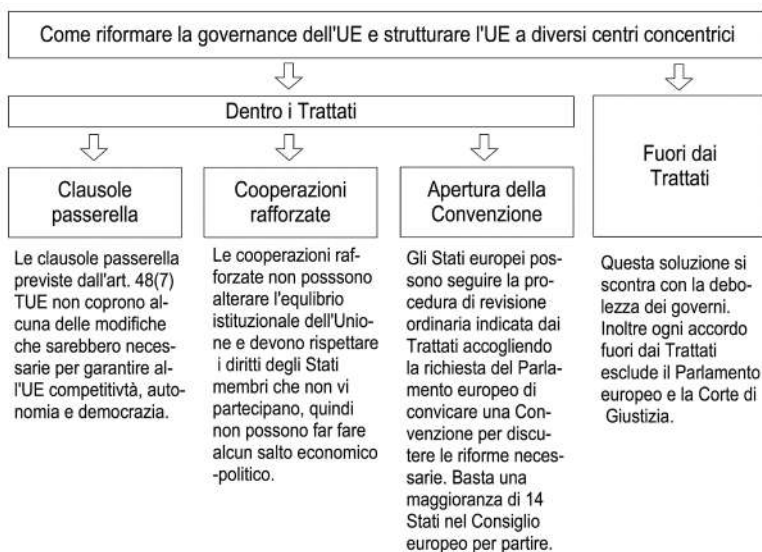 Come riformare la governance dell'UE e strutturare l'UE a diversi centri concentrici
Dentro i Trattati
Fuori dai
Trattati
Clausole
passerella
Cooperazioni
rafforzate
Apertura della
Convenzione
Le clausole passerella
previste dall'art. 48(7)
TUE non coprono al-
cuna delle modifiche
che sarebbero neces-
sarie per garantire al-
l'UE competitivtà, auto-
nomia e democrazia.
Le cooperazioni raf-
forzate non posssono
alterare l'equlibrio
istituzionale dell'Unio-
ne e devono rispettare
i diritti degli Stati
membri che non vi
partecipano, quindi
non possono far fare
alcun salto economico
-politico.
Gli Stati europei pos-
sono seguire la pro-
cedura di revisione
ordinaria indicata dai
Trattati accogliendo
la richiesta del Parla-
mento europeo di
convicare una Con-
venzione per discu-
tere le riforme neces-
sarie. Basta una
maggioranza di 14
Stati nel Consiglio
europeo per partire.
Questa soluzione si
scontra con la debo-
lezza dei governi.
Inoltre ogni accordo
fuori dai Trattati
esclude il Parlamento
europeo e la Corte di
Giustizia.